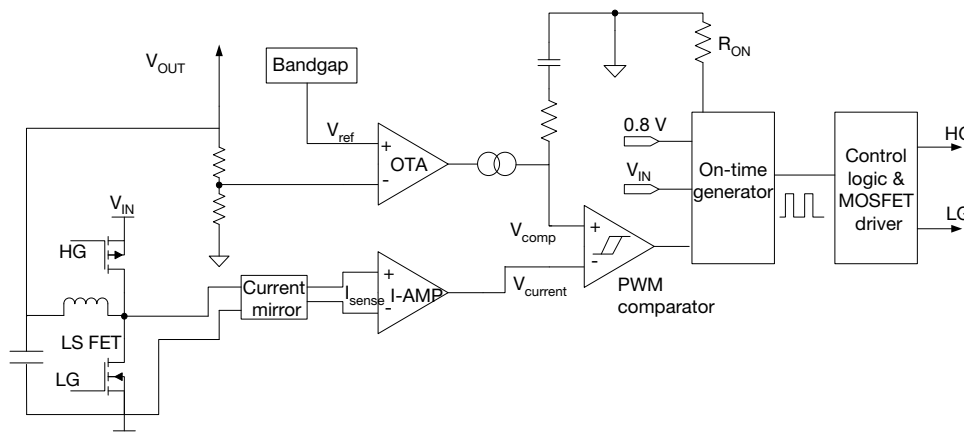 V_OUT
Bandgap
V_ref
+
-
OTA
R_ON
0.8 V
V_IN
On-time
generator
Control
logic &
MOSFET
driver
HG
LG
V_IN
HG
LS FET
LG
Current
mirror
I_sense
+
-
I-AMP
V_current
V_comp
+
-
PWM
comparator